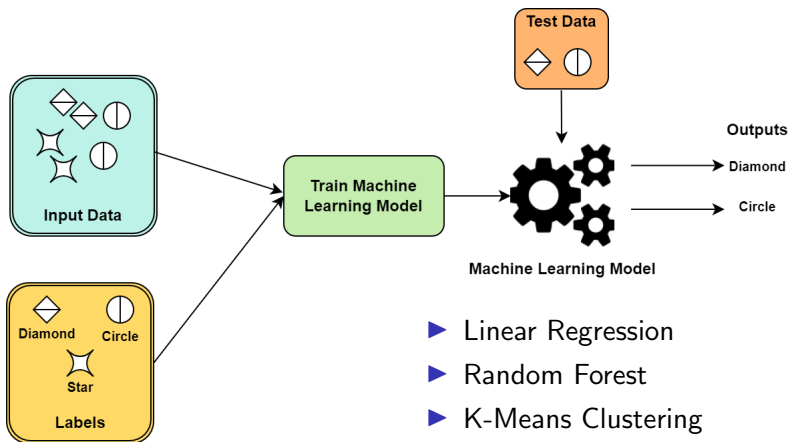 Test Data
Input Data
Train Machine
Learning Model
Outputs
Diamond
Circle
Machine Learning Model
Diamond
Circle
Star
Labels
Linear Regression
Random Forest
K-Means Clustering